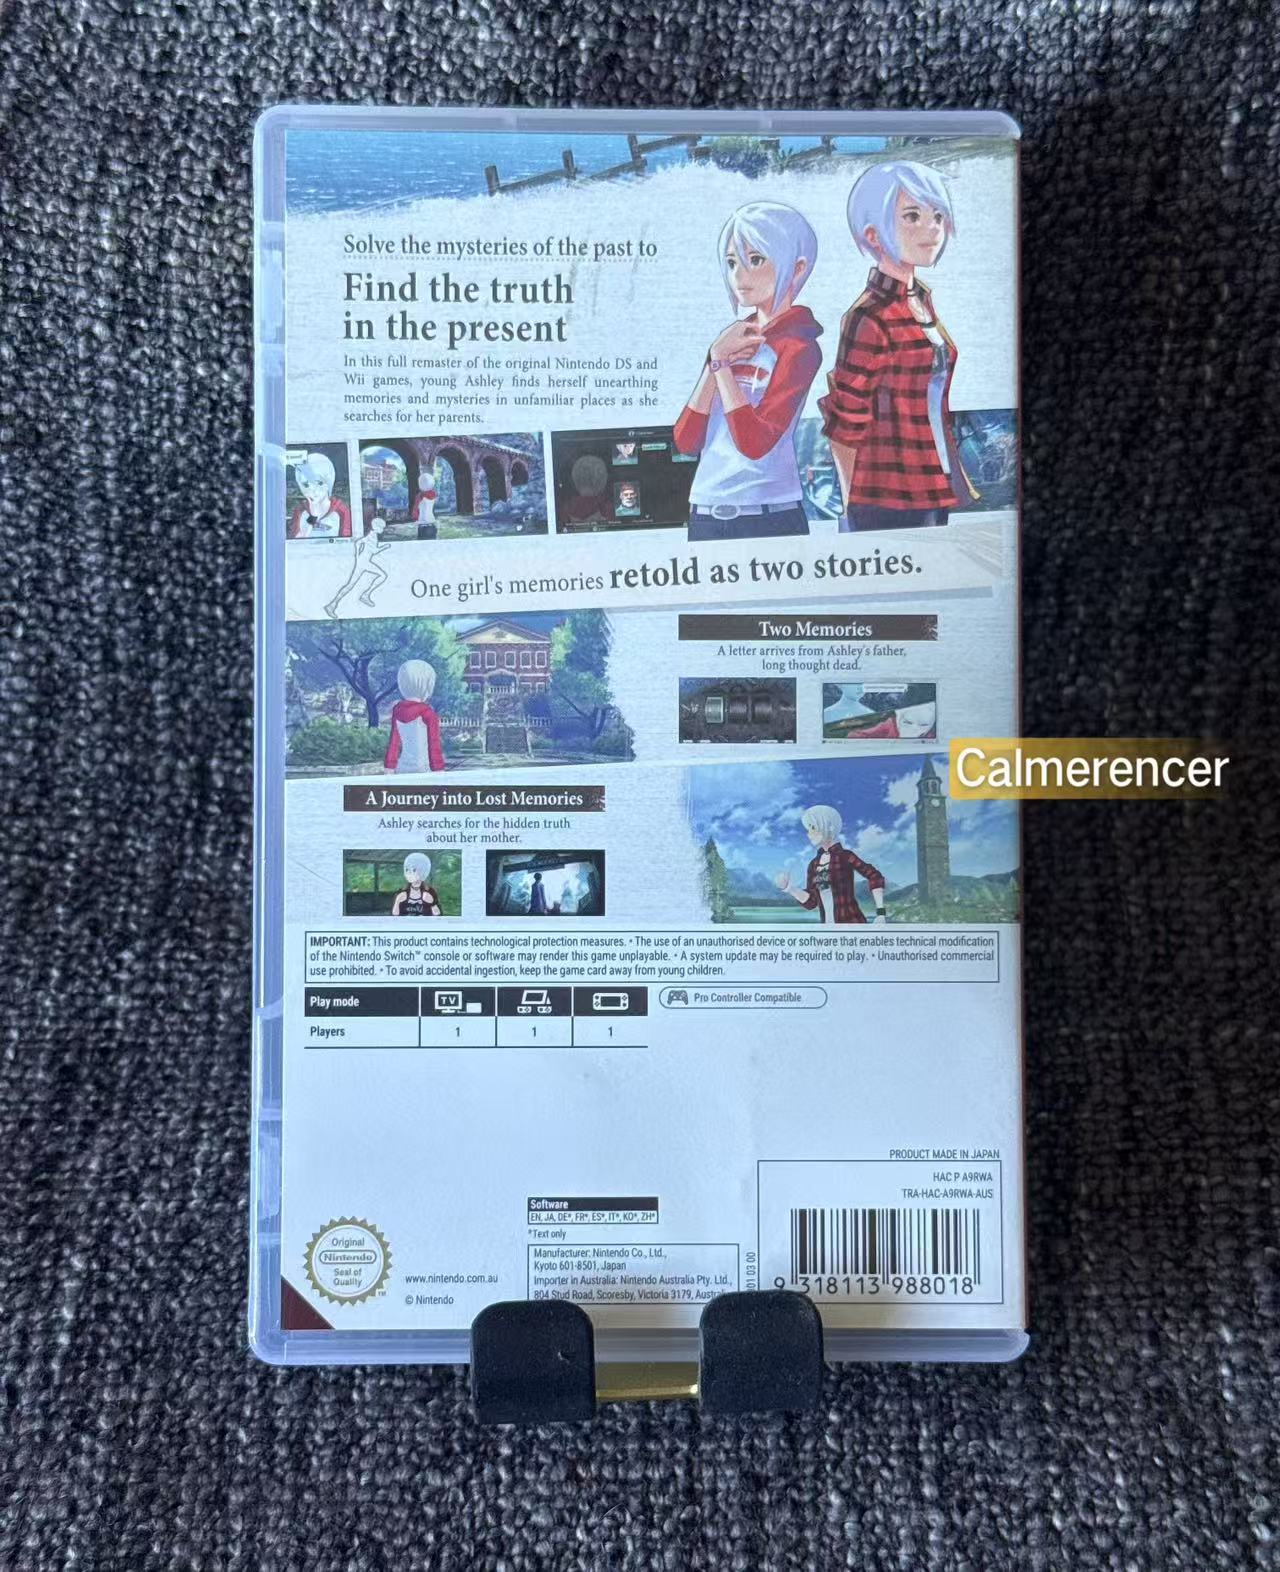 Solve the mysteries of the past to
Find the truth
in the present
In this full remaster of the original Nintendo DS and
Wii games, young Ashley finds herself unearthing
memories and mysteries in unfamiliar places as she
searches for her parents.
One girl's memories retold as two stories.
Two Memories
A letter arrives from Ashley's father,
long thought dead.
Calmerencer
A Journey into Lost Memories
Ashley searches for the hidden truth
about her mother.
IMPORTANT: This product contains technological protection measures. • The use of an unauthorised device or software that enables technical modification
of the Nintendo Switch™ console or software may render this game unplayable. • A system update may be required to play. • Unauthorised commercial
use prohibited. • To avoid accidental ingestion, keep the game card away from young children.
Play mode
TV
Pro Controller Compatible
Players 1 1 1
PRODUCT MADE IN JAPAN
HAC P A9RWA
TRA-HAC-A9RWA-AUS
Software
EN, JA, DE*, FR*, ES*, IT*, KO*, ZH*
*Text only
Original
Nintendo
Seal of
Quality
TM
www.nintendo.com.au
© Nintendo
Manufacturer: Nintendo Co., Ltd.,
Kyoto 601-8501, Japan
Importer in Australia: Nintendo Australia Pty. Ltd.,
804 Stud Road, Scoresby, Victoria 3179,
01 03 00
9 318113 988018